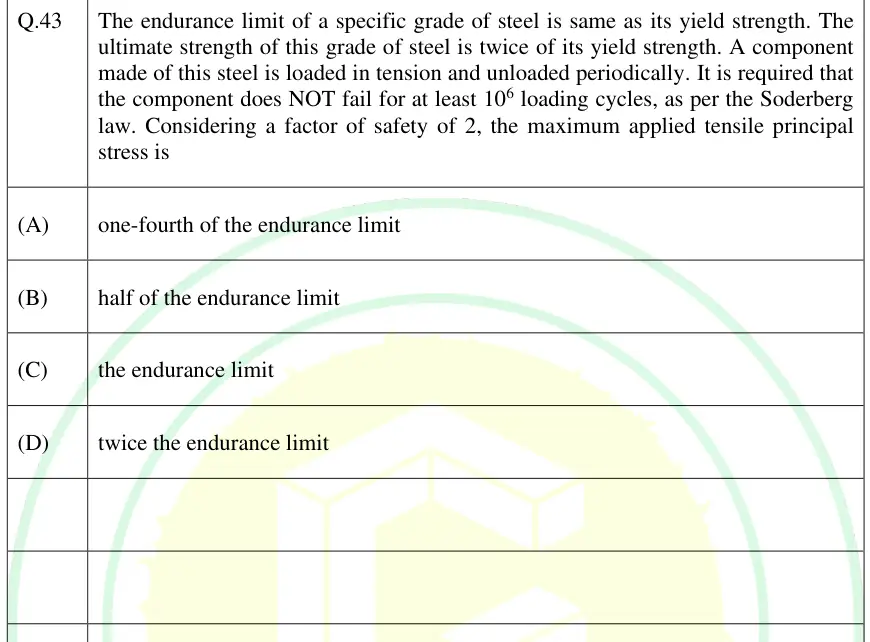 Q.43 The endurance limit of a specific grade of steel is same as its yield strength. The
ultimate strength of this grade of steel is twice of its yield strength. A component
made of this steel is loaded in tension and unloaded periodically. It is required that
the component does NOT fail for at least 10⁶ loading cycles, as per the Soderberg
law. Considering a factor of safety of 2, the maximum applied tensile principal
stress is
(A) one-fourth of the endurance limit
(B) half of the endurance limit
(C) the endurance limit
(D) twice the endurance limit